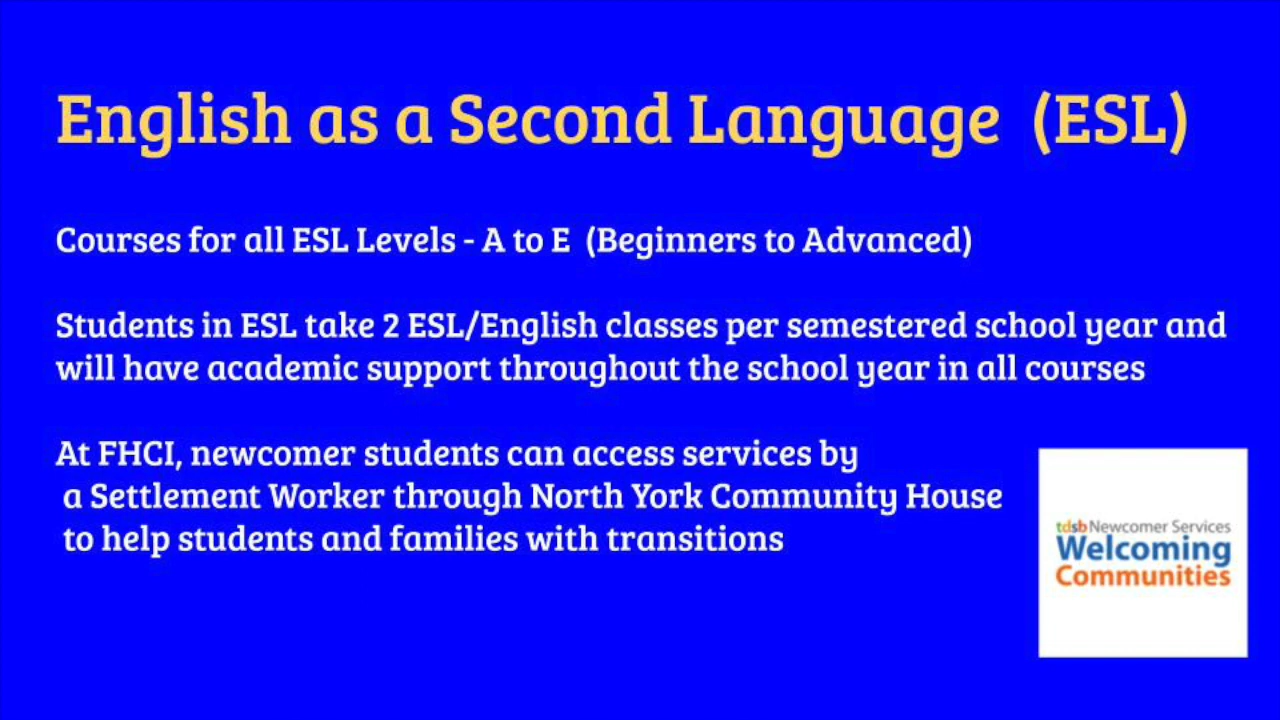 English as a Second Language (ESL)
Courses for all ESL Levels - A to E (Beginners to Advanced)
Students in ESL take 2 ESL/English classes per semestered school year and
will have academic support throughout the school year in all courses
At FHCI, newcomer students can access services by
a Settlement Worker through North York Community House
to help students and families with transitions
tdsb Newcomer Services
Welcoming
Communities